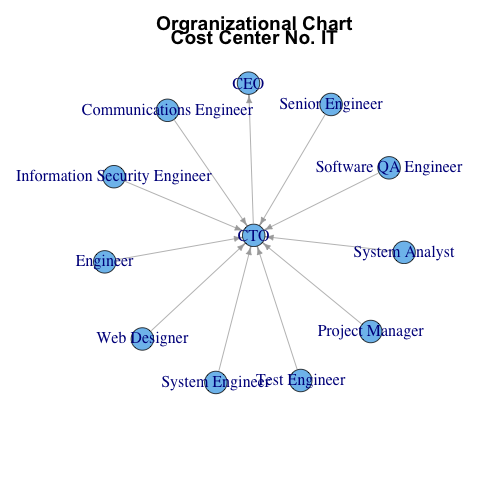 Orgranizational Chart
Cost Center No. IT
CEO
Communications Engineer
Senior Engineer
Software QA Engineer
Information Security Engineer
CTO
System Analyst
Engineer
Project Manager
Web Designer
System Engineer
Test Engineer